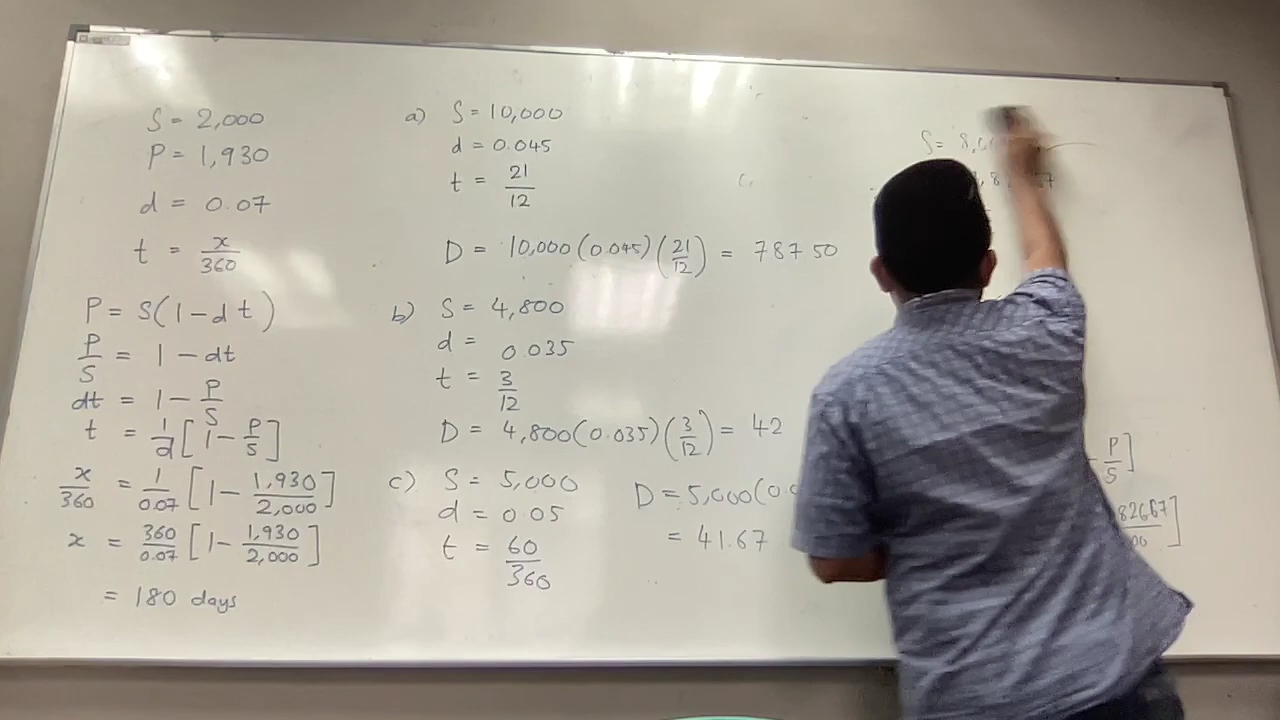 S = 2,000
P = 1,930
d = 0.07
t = x/360
P = S(1 - dt)
P/S = 1 - dt
dt = 1 - P/S
t = 1/d [1 - P/S]
x/360 = 1/0.07 [1 - 1,930/2,000]
x = 360/0.07 [1 - 1,930/2,000]
= 180 days
a) S = 10,000
d = 0.045
t = 21/12
D = 10,000(0.045)(21/12) = 787 50
b) S = 4,800
d = 0.035
t = 3/12
D = 4,800(0.035)(3/12) = 42
c) S = 5,000
d = 0.05
t = 60/360
D = 5,000(0.0
= 41.67
S = 8,
P/S]
82667